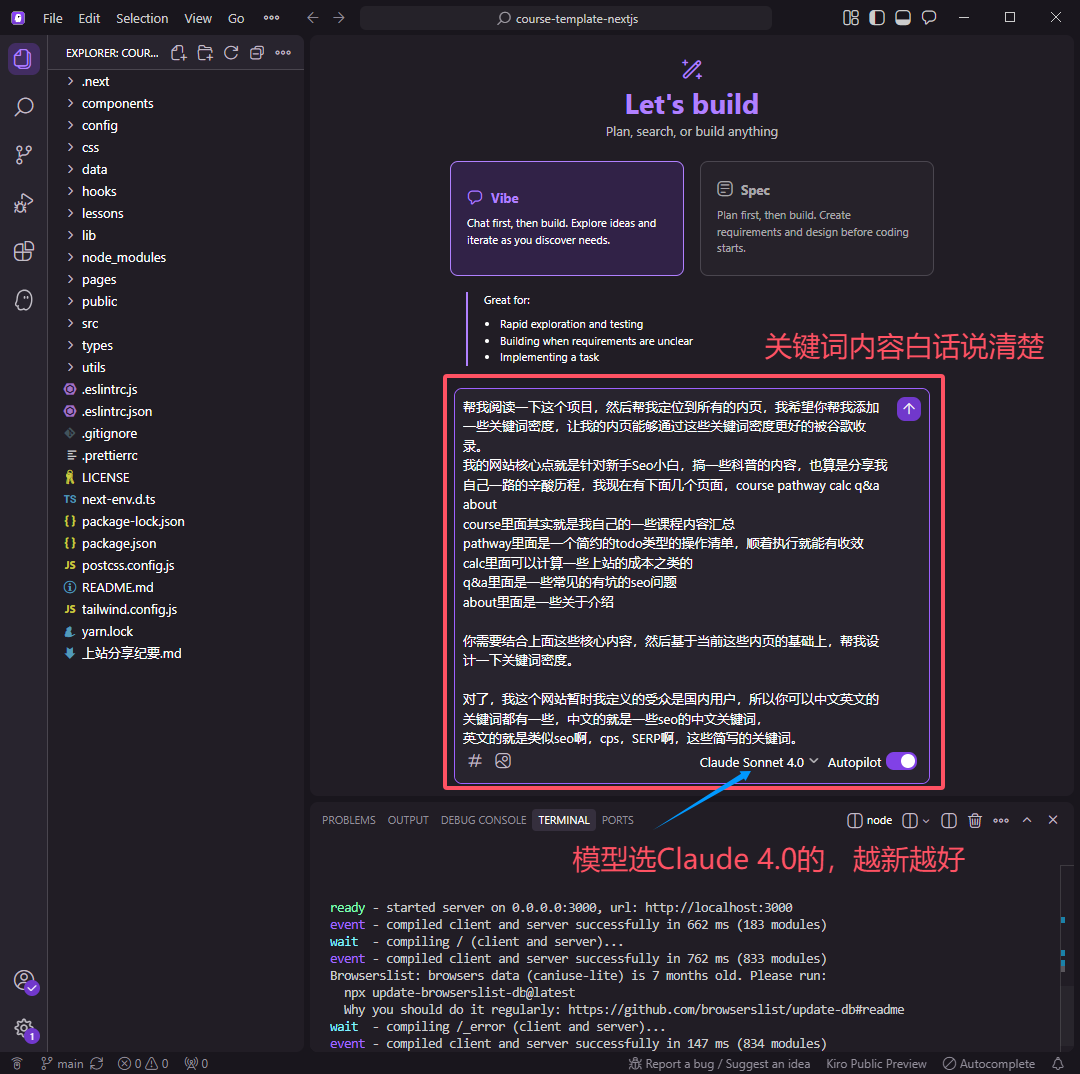 File Edit Selection View Go
course-template-nextjs
EXPLORER: COUR...
.next
components
config
css
data
hooks
lessons
lib
node_modules
pages
public
src
types
utils
.eslintrc.js
.eslintrc.json
.gitignore
.prettierrc
LICENSE
TS next-env.d.ts
{} package-lock.json
{} package.json
JS postcss.config.js
README.md
JS tailwind.config.js
yarn.lock
上站分享纪要.md
Let's build
Plan, search, or build anything
Vibe
Chat first, then build. Explore ideas and
iterate as you discover needs.
Spec
Plan first, then build. Create
requirements and design before coding
starts.
Great for:
• Rapid exploration and testing
• Building when requirements are unclear
• Implementing a task
关键词内容白话说清楚
帮我阅读一下这个项目，然后帮我定位到所有的内页，我希望你帮我添加
一些关键词密度，让我的内页能够通过这些关键词密度更好的被谷歌收
录。
我的网站核心点就是针对新手Seo小白，搞一些科普的内容，也算是分享我
自己一路的辛酸历程，我现在有下面几个页面，course pathway calc q&a
about
course里面其实就是我自己的一些课程内容汇总
pathway里面是一个简约的todo类型的操作清单，顺着执行就能有收效
calc里面可以计算一些上站的成本之类的
q&a里面是一些常见的有坑的seo问题
about里面是一些关于介绍
你需要结合上面这些核心内容，然后基于当前这些内页的基础上，帮我设
计一下关键词密度。
对了，我这个网站暂时我定义的受众是国内用户，所以你可以中文英文的
关键词都有一些，中文的就是一些seo的中文关键词，
英文的就是类似seo啊，cps，SERP啊，这些简写的关键词。
# Claude Sonnet 4.0 Autopilot
PROBLEMS OUTPUT DEBUG CONSOLE TERMINAL PORTS
node
模型选Claude 4.0的，越新越好
ready - started server on 0.0.0.0:3000, url: http://localhost:3000
event - compiled client and server successfully in 662 ms (183 modules)
wait - compiling / (client and server)...
event - compiled client and server successfully in 762 ms (833 modules)
Browserslist: browsers data (caniuse-lite) is 7 months old. Please run:
npx update-browserslist-db@latest
Why you should do it regularly: https://github.com/browserslist/update-db#readme
wait - compiling /_error (client and server)...
event - compiled client and server successfully in 147 ms (834 modules)
1
main 0 0 0 Report a bug / Suggest an idea Kiro Public Preview Autocomplete